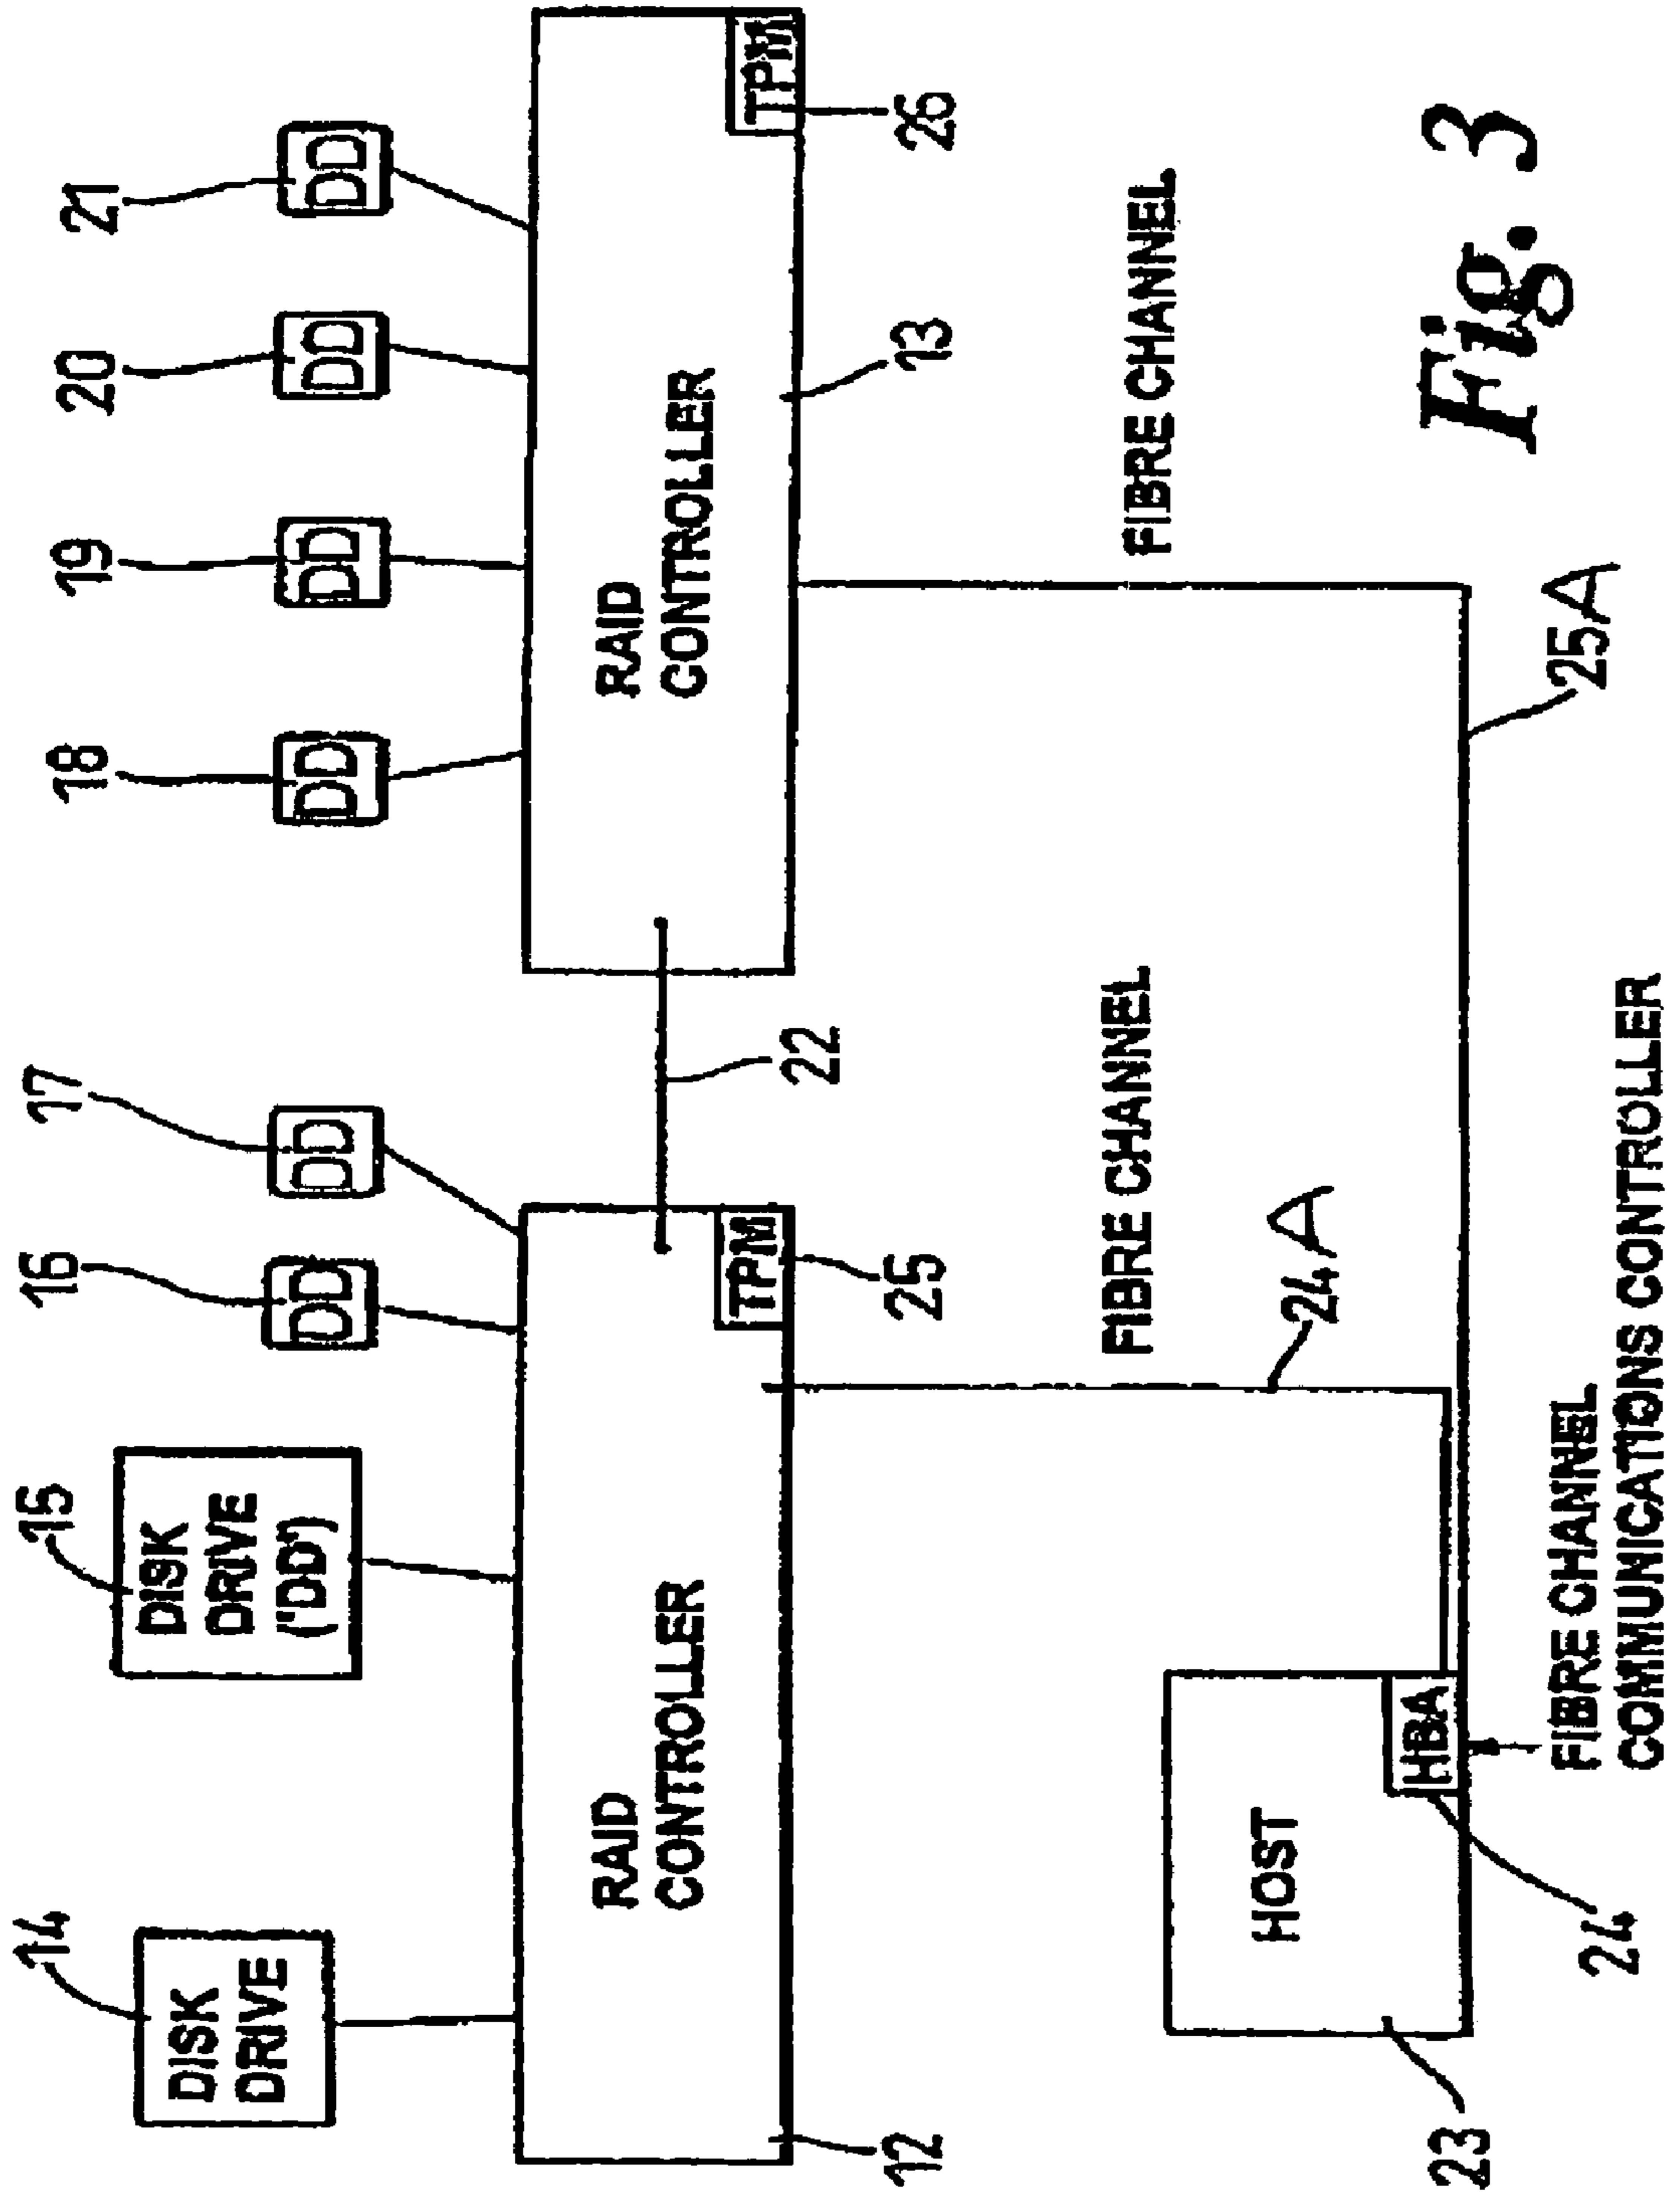 14
15
16
17
18
19
20
21
DISK
DRIVE
DISK
DRIVE
('DD')
DD
DD
DD
DD
DD
DD
RAID
CONTROLLER
RAID
CONTROLLER
22
TPM
TPM
12
25
13
26
FIBRE CHANNEL
FIBRE CHANNEL
HOST
HBA
24A
23
24
FIBRE CHANNEL
COMMUNICATIONS CONTROLLER
25A
Fig. 3